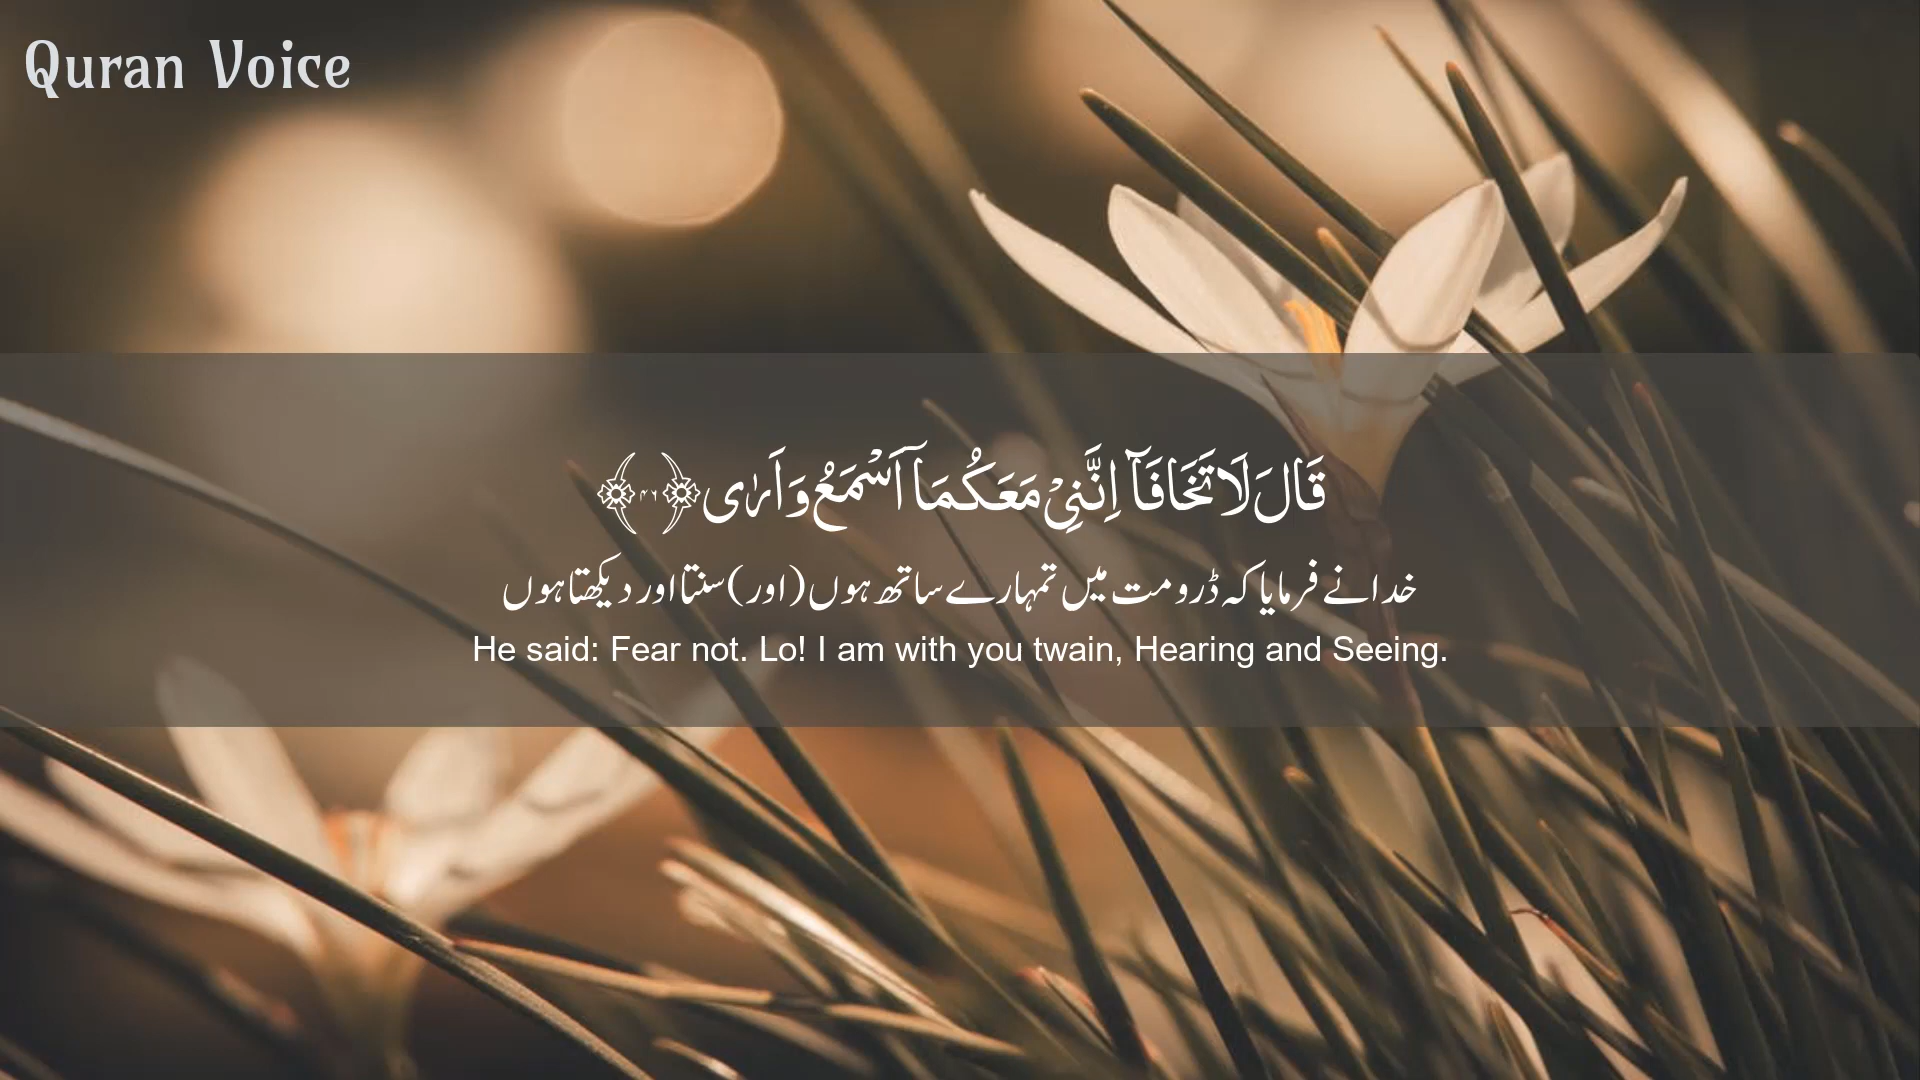 Quran Voice
قَالَ لَا تَخَافَآ اِنَّنِیْ مَعَكُمَاۤ اَسْمَعُ وَ اَرٰی ﴿۴۶﴾
خدا نے فرمایا کہ ڈرو مت میں تمہارے ساتھ ہوں (اور) سنتا اور دیکھتا ہوں
He said: Fear not. Lo! I am with you twain, Hearing and Seeing.